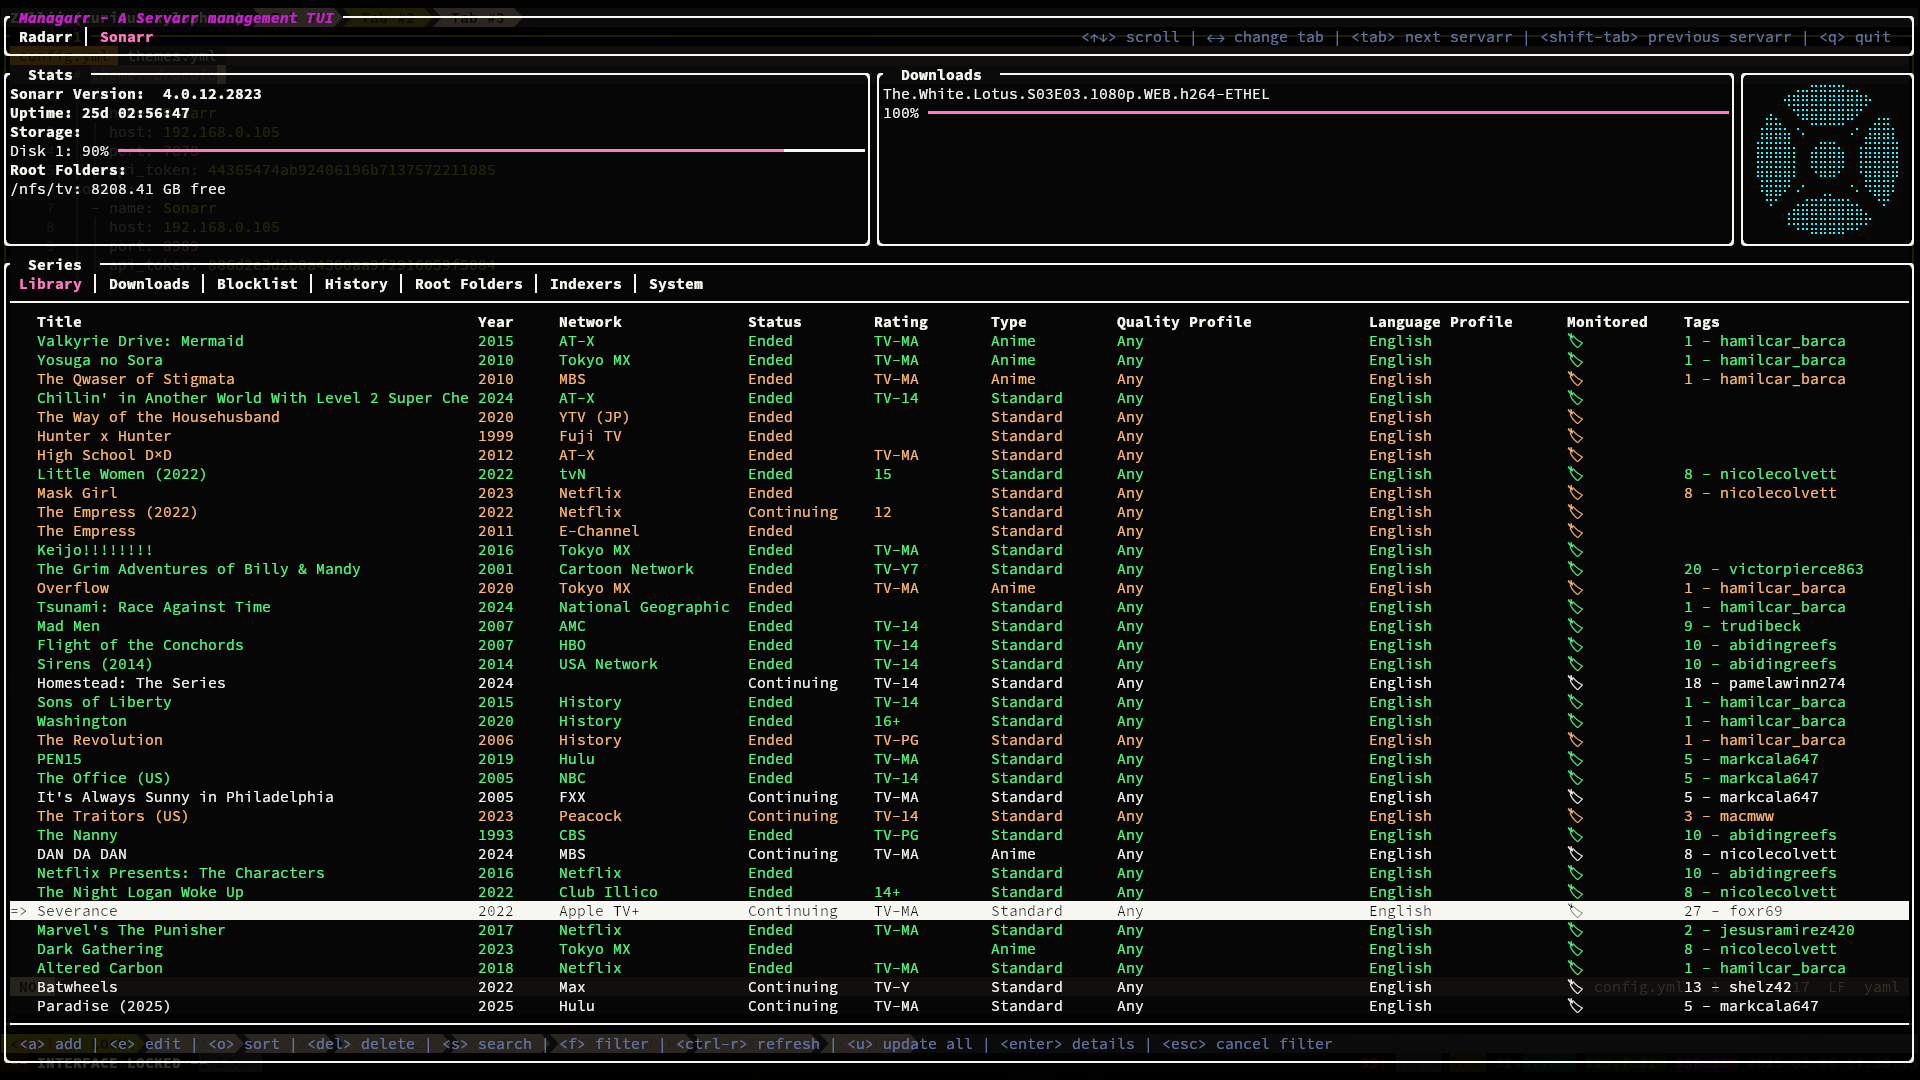 Managarr - A Servarr management TUI
Radarr │ Sonarr
<↑↓> scroll | ↔ change tab | <tab> next servarr | <shift-tab> previous servarr | <q> quit
Stats
Sonarr Version:  4.0.12.2823
Uptime: 25d 02:56:47
Storage:
Disk 1: 90%
Root Folders:
/nfs/tv: 8208.41 GB free
Downloads
The.White.Lotus.S03E03.1080p.WEB.h264-ETHEL
100%
Series
Library │ Downloads │ Blocklist │ History │ Root Folders │ Indexers │ System
Title Year Network Status Rating Type Quality Profile Language Profile Monitored Tags
Valkyrie Drive: Mermaid 2015 AT-X Ended TV-MA Anime Any English 🏷 1 - hamilcar_barca
Yosuga no Sora 2010 Tokyo MX Ended TV-MA Anime Any English 🏷 1 - hamilcar_barca
The Qwaser of Stigmata 2010 MBS Ended TV-MA Anime Any English 🏷 1 - hamilcar_barca
Chillin' in Another World With Level 2 Super Che 2024 AT-X Ended TV-14 Standard Any English 🏷
The Way of the Househusband 2020 YTV (JP) Ended Standard Any English 🏷
Hunter x Hunter 1999 Fuji TV Ended Standard Any English 🏷
High School D×D 2012 AT-X Ended TV-MA Standard Any English 🏷
Little Women (2022) 2022 tvN Ended 15 Standard Any English 🏷 8 - nicolecolvett
Mask Girl 2023 Netflix Ended Standard Any English 🏷 8 - nicolecolvett
The Empress (2022) 2022 Netflix Continuing 12 Standard Any English 🏷
The Empress 2011 E-Channel Ended Standard Any English 🏷
Keijo!!!!!!!! 2016 Tokyo MX Ended TV-MA Standard Any English 🏷
The Grim Adventures of Billy & Mandy 2001 Cartoon Network Ended TV-Y7 Standard Any English 🏷 20 - victorpierce863
Overflow 2020 Tokyo MX Ended TV-MA Anime Any English 🏷 1 - hamilcar_barca
Tsunami: Race Against Time 2024 National Geographic Ended Standard Any English 🏷 1 - hamilcar_barca
Mad Men 2007 AMC Ended TV-14 Standard Any English 🏷 9 - trudibeck
Flight of the Conchords 2007 HBO Ended TV-14 Standard Any English 🏷 10 - abidingreefs
Sirens (2014) 2014 USA Network Ended TV-14 Standard Any English 🏷 10 - abidingreefs
Homestead: The Series 2024 Continuing TV-14 Standard Any English 🏷 18 - pamelawinn274
Sons of Liberty 2015 History Ended TV-14 Standard Any English 🏷 1 - hamilcar_barca
Washington 2020 History Ended 16+ Standard Any English 🏷 1 - hamilcar_barca
The Revolution 2006 History Ended TV-PG Standard Any English 🏷 1 - hamilcar_barca
PEN15 2019 Hulu Ended TV-MA Standard Any English 🏷 5 - markcala647
The Office (US) 2005 NBC Ended TV-14 Standard Any English 🏷 5 - markcala647
It's Always Sunny in Philadelphia 2005 FXX Continuing TV-MA Standard Any English 🏷 5 - markcala647
The Traitors (US) 2023 Peacock Continuing TV-14 Standard Any English 🏷 3 - macmww
The Nanny 1993 CBS Ended TV-PG Standard Any English 🏷 10 - abidingreefs
DAN DA DAN 2024 MBS Continuing TV-MA Anime Any English 🏷 8 - nicolecolvett
Netflix Presents: The Characters 2016 Netflix Ended Standard Any English 🏷 10 - abidingreefs
The Night Logan Woke Up 2022 Club Illico Ended 14+ Standard Any English 🏷 8 - nicolecolvett
=> Severance 2022 Apple TV+ Continuing TV-MA Standard Any English 🏷 27 - foxr69
Marvel's The Punisher 2017 Netflix Ended TV-MA Standard Any English 🏷 2 - jesusramirez420
Dark Gathering 2023 Tokyo MX Ended Anime Any English 🏷 8 - nicolecolvett
Altered Carbon 2018 Netflix Ended TV-MA Standard Any English 🏷 1 - hamilcar_barca
Batwheels 2022 Max Continuing TV-Y Standard Any English 🏷 13 - shelz42
Paradise (2025) 2025 Hulu Continuing TV-MA Standard Any English 🏷 5 - markcala647
<a> add | <e> edit | <o> sort | <del> delete | <s> search | <f> filter | <ctrl-r> refresh | <u> update all | <enter> details | <esc> cancel filter
INTERFACE LOCKED